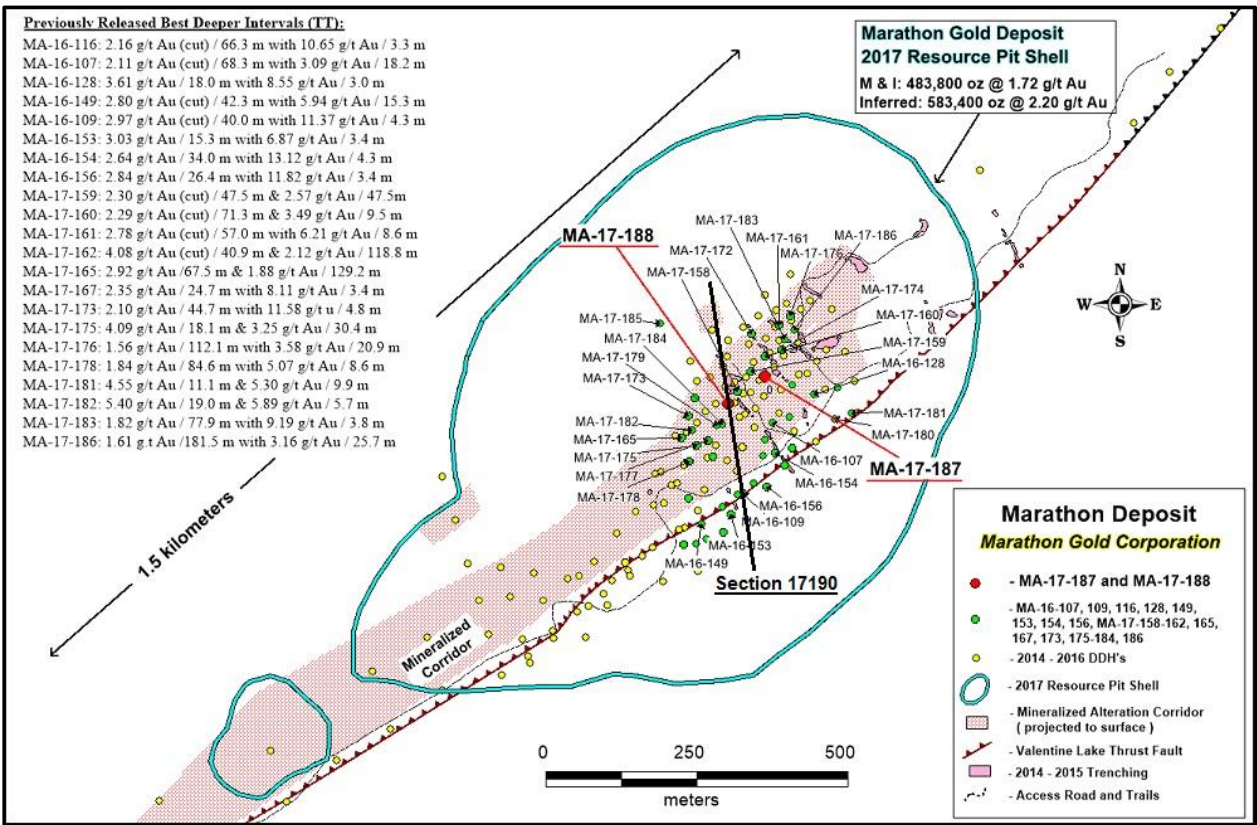 Previously Released Best Deeper Intervals (TT):
MA-16-116: 2.16 g/t Au (cut) / 66.3 m with 10.65 g/t Au / 3.3 m
MA-16-107: 2.11 g/t Au (cut) / 68.3 m with 3.09 g/t Au / 18.2 m
MA-16-128: 3.61 g/t Au / 18.0 m with 8.55 g/t Au / 3.0 m
MA-16-149: 2.80 g/t Au (cut) / 42.3 m with 5.94 g/t Au / 15.3 m
MA-16-109: 2.97 g/t Au (cut) / 40.0 m with 11.37 g/t Au / 4.3 m
MA-16-153: 3.03 g/t Au / 15.3 m with 6.87 g/t Au / 3.4 m
MA-16-154: 2.64 g/t Au / 34.0 m with 13.12 g/t Au / 4.3 m
MA-16-156: 2.84 g/t Au / 26.4 m with 11.82 g/t Au / 3.4 m
MA-17-159: 2.30 g/t Au (cut) / 47.5 m & 2.57 g/t Au / 47.5m
MA-17-160: 2.29 g/t Au (cut) / 71.3 m & 3.49 g/t Au / 9.5 m
MA-17-161: 2.78 g/t Au (cut) / 57.0 m with 6.21 g/t Au / 8.6 m
MA-17-162: 4.08 g/t Au (cut) / 40.9 m & 2.12 g/t Au / 118.8 m
MA-17-165: 2.92 g/t Au /67.5 m & 1.88 g/t Au / 129.2 m
MA-17-167: 2.35 g/t Au / 24.7 m with 8.11 g/t Au / 3.4 m
MA-17-173: 2.10 g/t Au / 44.7 m with 11.58 g/t u / 4.8 m
MA-17-175: 4.09 g/t Au / 18.1 m & 3.25 g/t Au / 30.4 m
MA-17-176: 1.56 g/t Au / 112.1 m with 3.58 g/t Au / 20.9 m
MA-17-178: 1.84 g/t Au / 84.6 m with 5.07 g/t Au / 8.6 m
MA-17-181: 4.55 g/t Au / 11.1 m & 5.30 g/t Au / 9.9 m
MA-17-182: 5.40 g/t Au / 19.0 m & 5.89 g/t Au / 5.7 m
MA-17-183: 1.82 g/t Au / 77.9 m with 9.19 g/t Au / 3.8 m
MA-17-186: 1.61 g.t Au /181.5 m with 3.16 g/t Au / 25.7 m
Marathon Gold Deposit
2017 Resource Pit Shell
M & I: 483,800 oz @ 1.72 g/t Au
Inferred: 583,400 oz @ 2.20 g/t Au
MA-17-183
MA-17-161
MA-17-186
MA-17-188
MA-17-172
MA-17-176
MA-17-158
MA-17-174
MA-17-185
MA-17-160
MA-17-184
MA-17-159
MA-17-179
MA-16-128
MA-17-173
MA-17-182
MA-17-181
MA-17-165
MA-17-180
MA-17-175
MA-16-107
MA-17-187
MA-17-177
MA-16-154
MA-17-178
MA-16-156
MA-16-109
MA-16-153
MA-16-149
Section 17190
N
W
E
S
1.5 kilometers
Mineralized
Corridor
0
250
500
meters
Marathon Deposit
Marathon Gold Corporation
- MA-17-187 and MA-17-188
- MA-16-107, 109, 116, 128, 149,
153, 154, 156, MA-17-158-162, 165,
167, 173, 175-184, 186
- 2014 - 2016 DDH's
- 2017 Resource Pit Shell
- Mineralized Alteration Corridor
( projected to surface )
- Valentine Lake Thrust Fault
- 2014 - 2015 Trenching
- Access Road and Trails